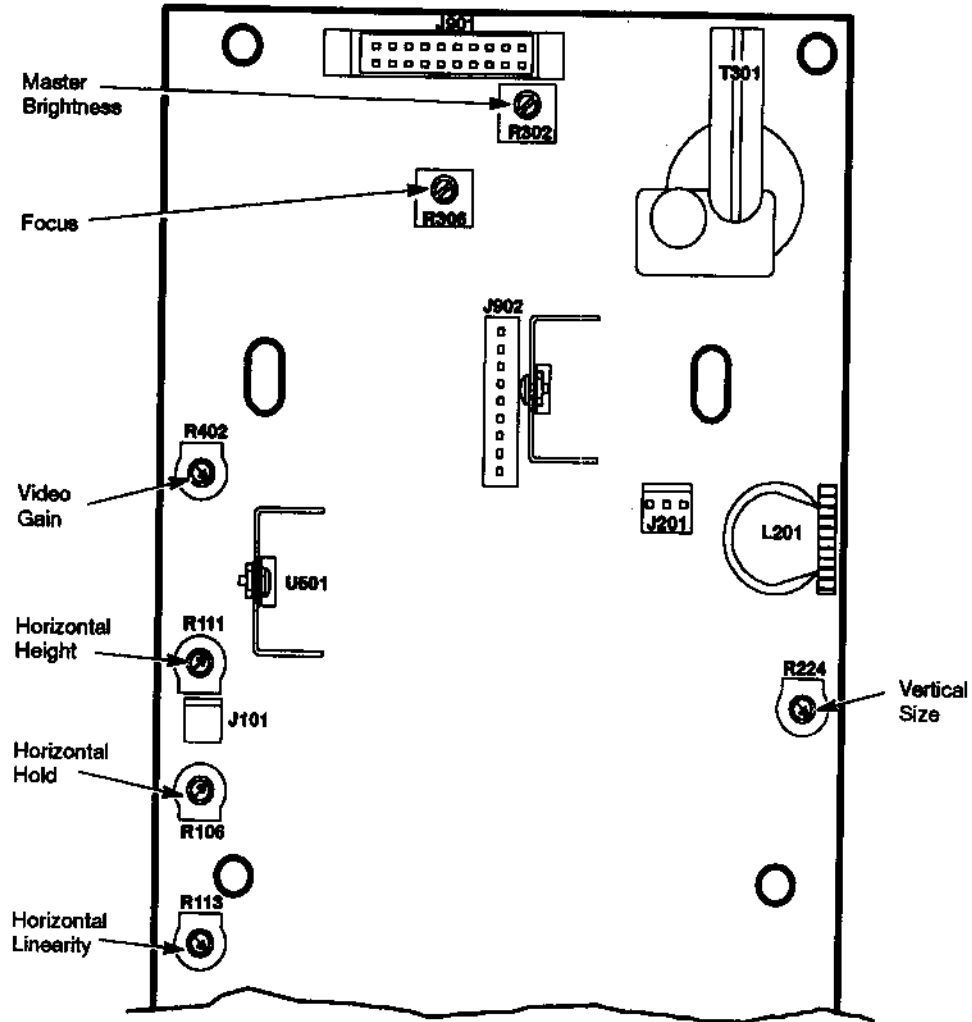 J901
T301
Master
Brightness
R302
Focus
R306
J902
R402
Video
Gain
J201
L201
U501
Horizontal
Height
R111
R224
Vertical
Size
J101
Horizontal
Hold
R106
R113
Horizontal
Linearity